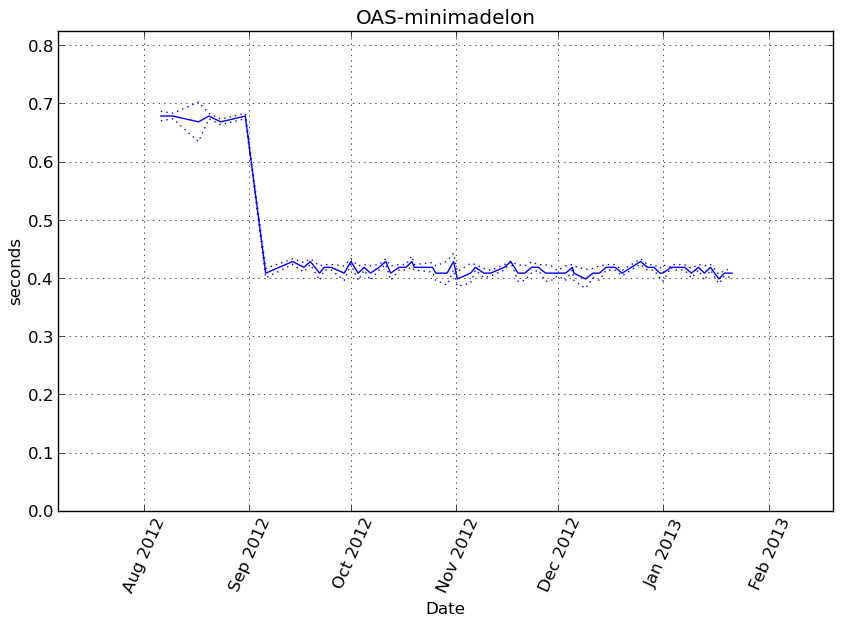 OAS-minimadelon
0.8
0.7
0.6
0.5
0.4
0.3
0.2
0.1
0.0
seconds
Aug 2012
Sep 2012
Oct 2012
Nov 2012
Dec 2012
Jan 2013
Feb 2013
Date